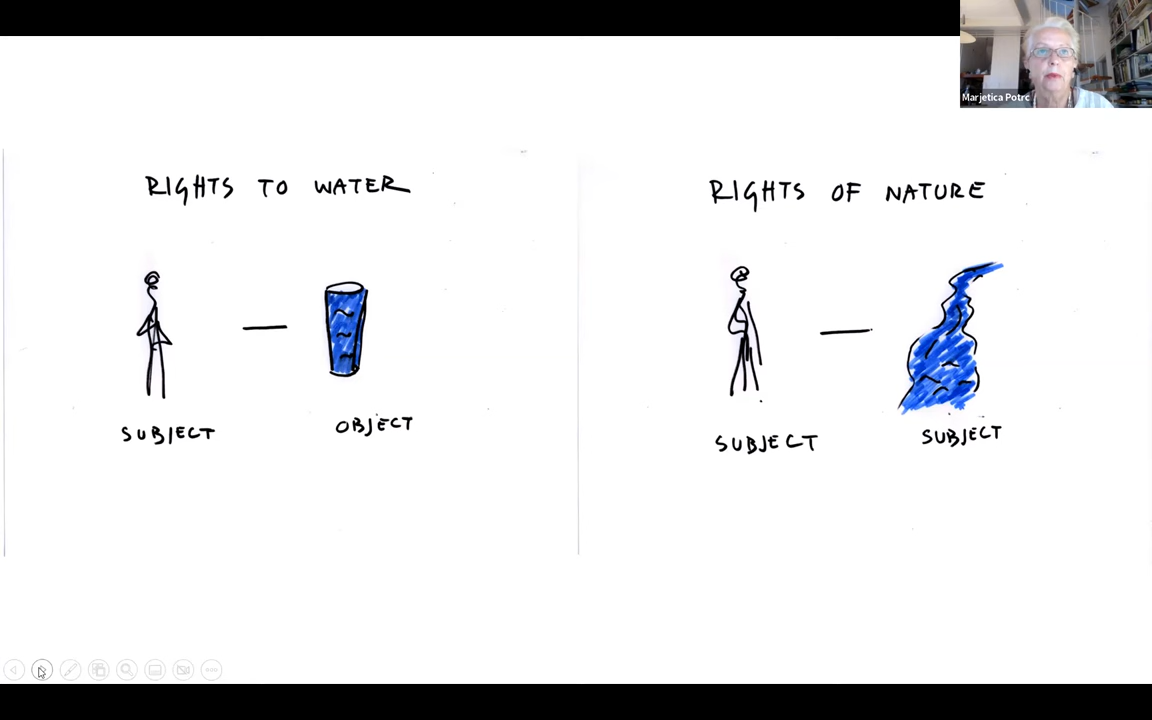 Marjetica Potrč
RIGHTS TO WATER
SUBJECT
OBJECT
RIGHTS OF NATURE
SUBJECT
SUBJECT